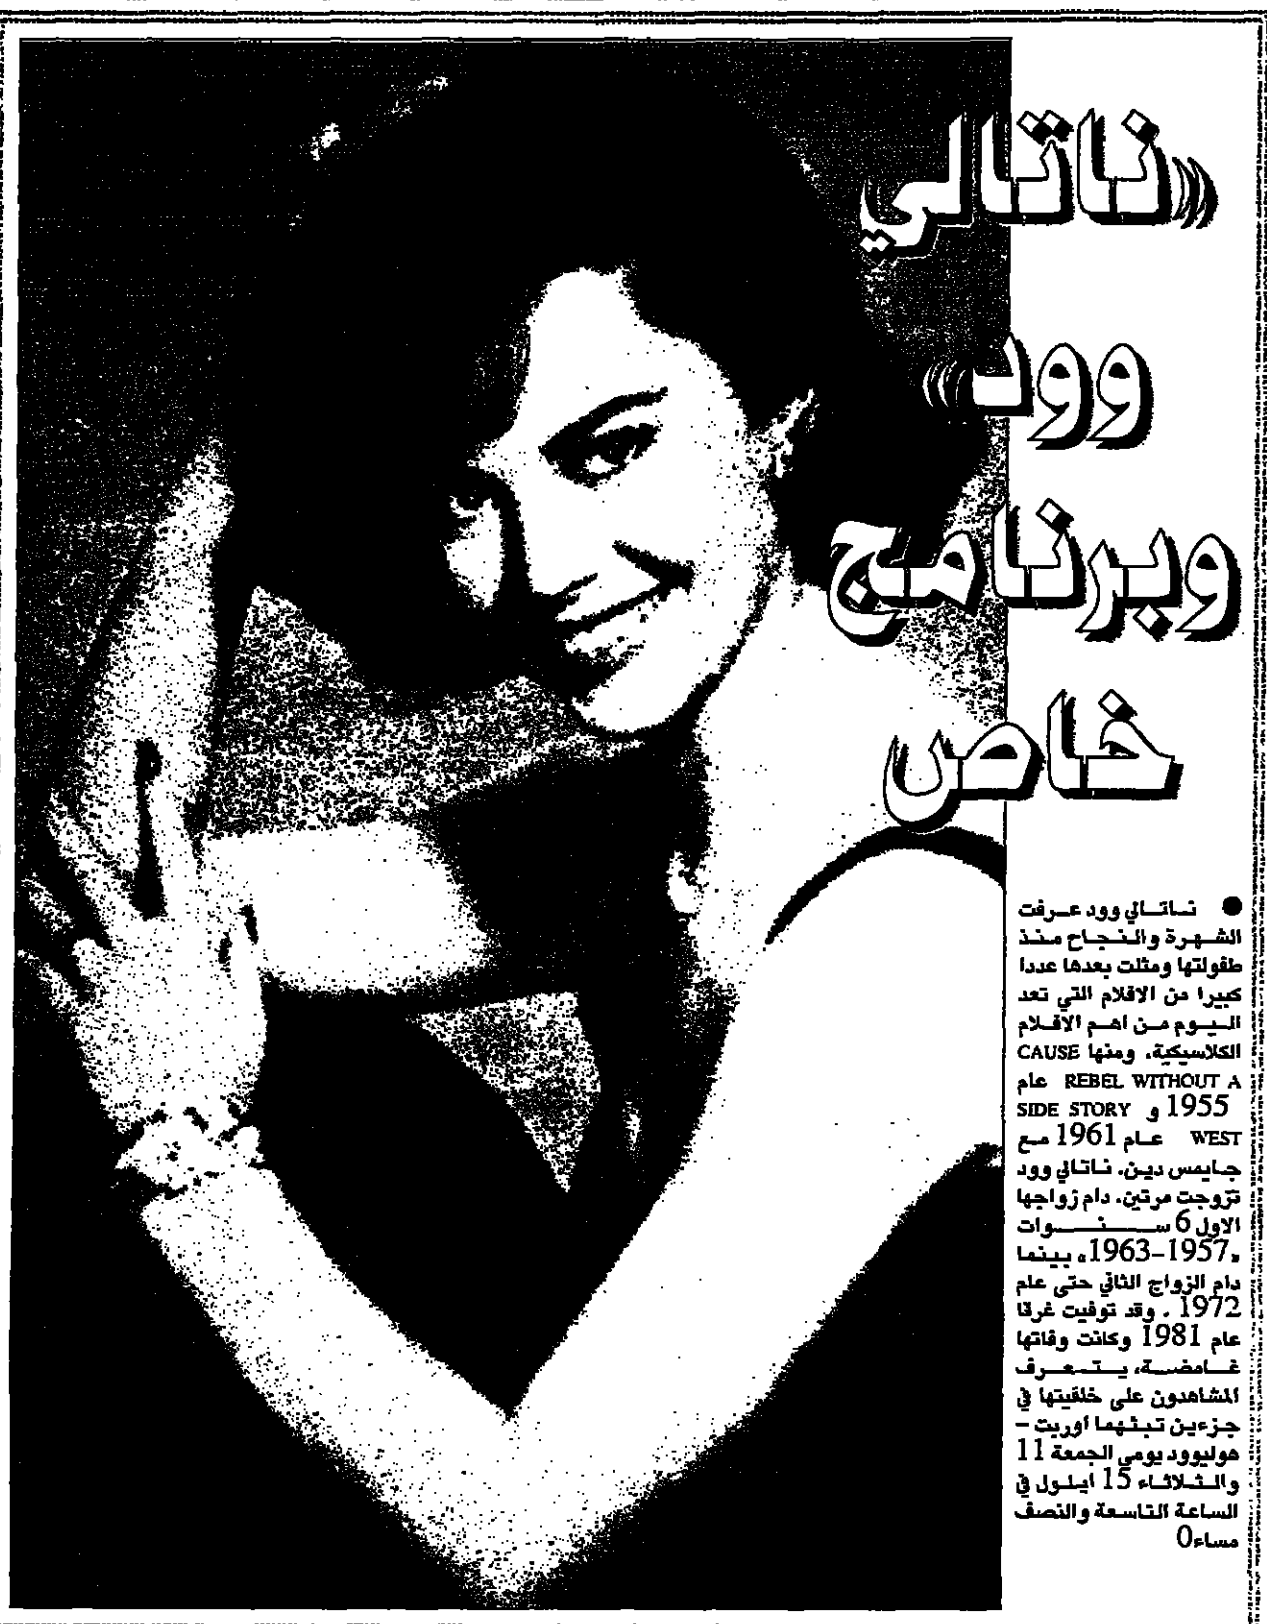 «ناتالي
وود»
وبرنامج
خاص
● ناتالي وود عرفت
الشهرة والنجاح منذ
طفولتها ومثلت بعدها عددا
كبيرا من الافلام التي تعد
اليوم من اهم الافلام
الكلاسيكية، ومنها CAUSE
REBEL WITHOUT A عام
1955 و SIDE STORY
WEST عام 1961 مع
جايمس دين. ناتالي وود
تزوجت مرتين، دام زواجها
الاول 6 سنوات
«1957-1963» بينما
دام الزواج الثاني حتى عام
1972 . وقد توفيت غرقا
عام 1981 وكانت وفاتها
غامضة، يتعرف
المشاهدون على خلفيتها في
جزءين تبثهما اوربت -
هوليوود يومي الجمعة 11
والثلاثاء 15 ايلول في
الساعة التاسعة والنصف
مساء0